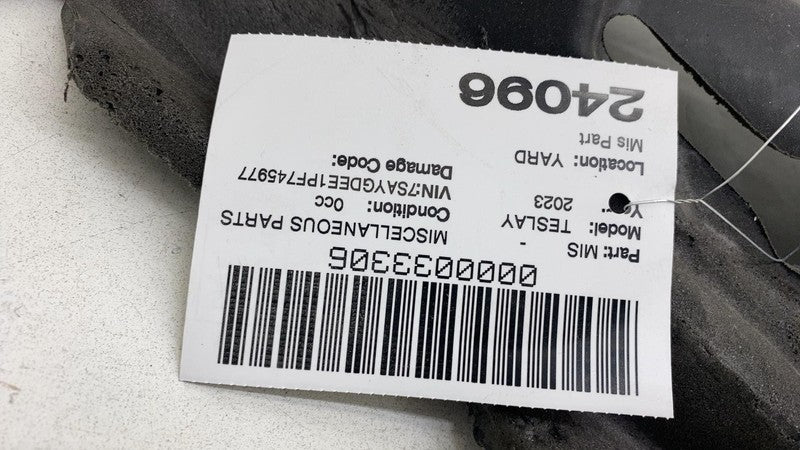 0000033306
Part: MIS - MISCELLANEOUS PARTS
Model: TESLAY Condition: 0cc
2023 VIN:7SAYGDEE1PF745977
Location: YARD Damage Code:
Mis Part
24096